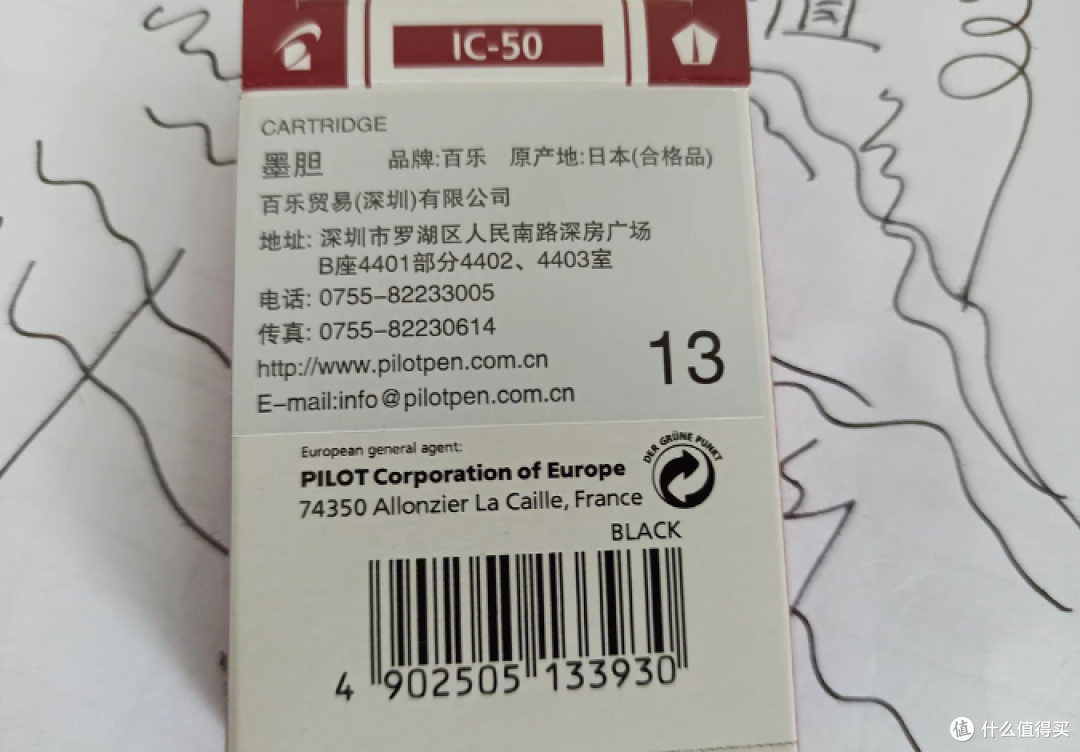 IC-50
CARTRIDGE
墨胆 品牌:百乐 原产地:日本(合格品)
百乐贸易(深圳)有限公司
地址: 深圳市罗湖区人民南路深房广场
B座4401部分4402、4403室
电话: 0755-82233005
传真: 0755-82230614
http://www.pilotpen.com.cn
13
E-mail:info@pilotpen.com.cn
European general agent:
PILOT Corporation of Europe
74350 Allonzier La Caille, France
DER GRÜNE PUNKT
BLACK
4 902505 133930
值 什么值得买